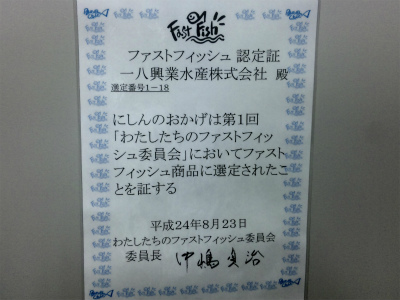 Fast Fish
ファストフィッシュ 認定証
一八興業水産株式会社 殿
選定番号1-18
にしんのおかげは第1回
「わたしたちのファストフィッ
シュ委員会」においてファスト
フィッシュ商品に選定されたこ
とを証する
平成24年8月23日
わたしたちのファストフィッシュ委員会
委員長 中嶋貞治